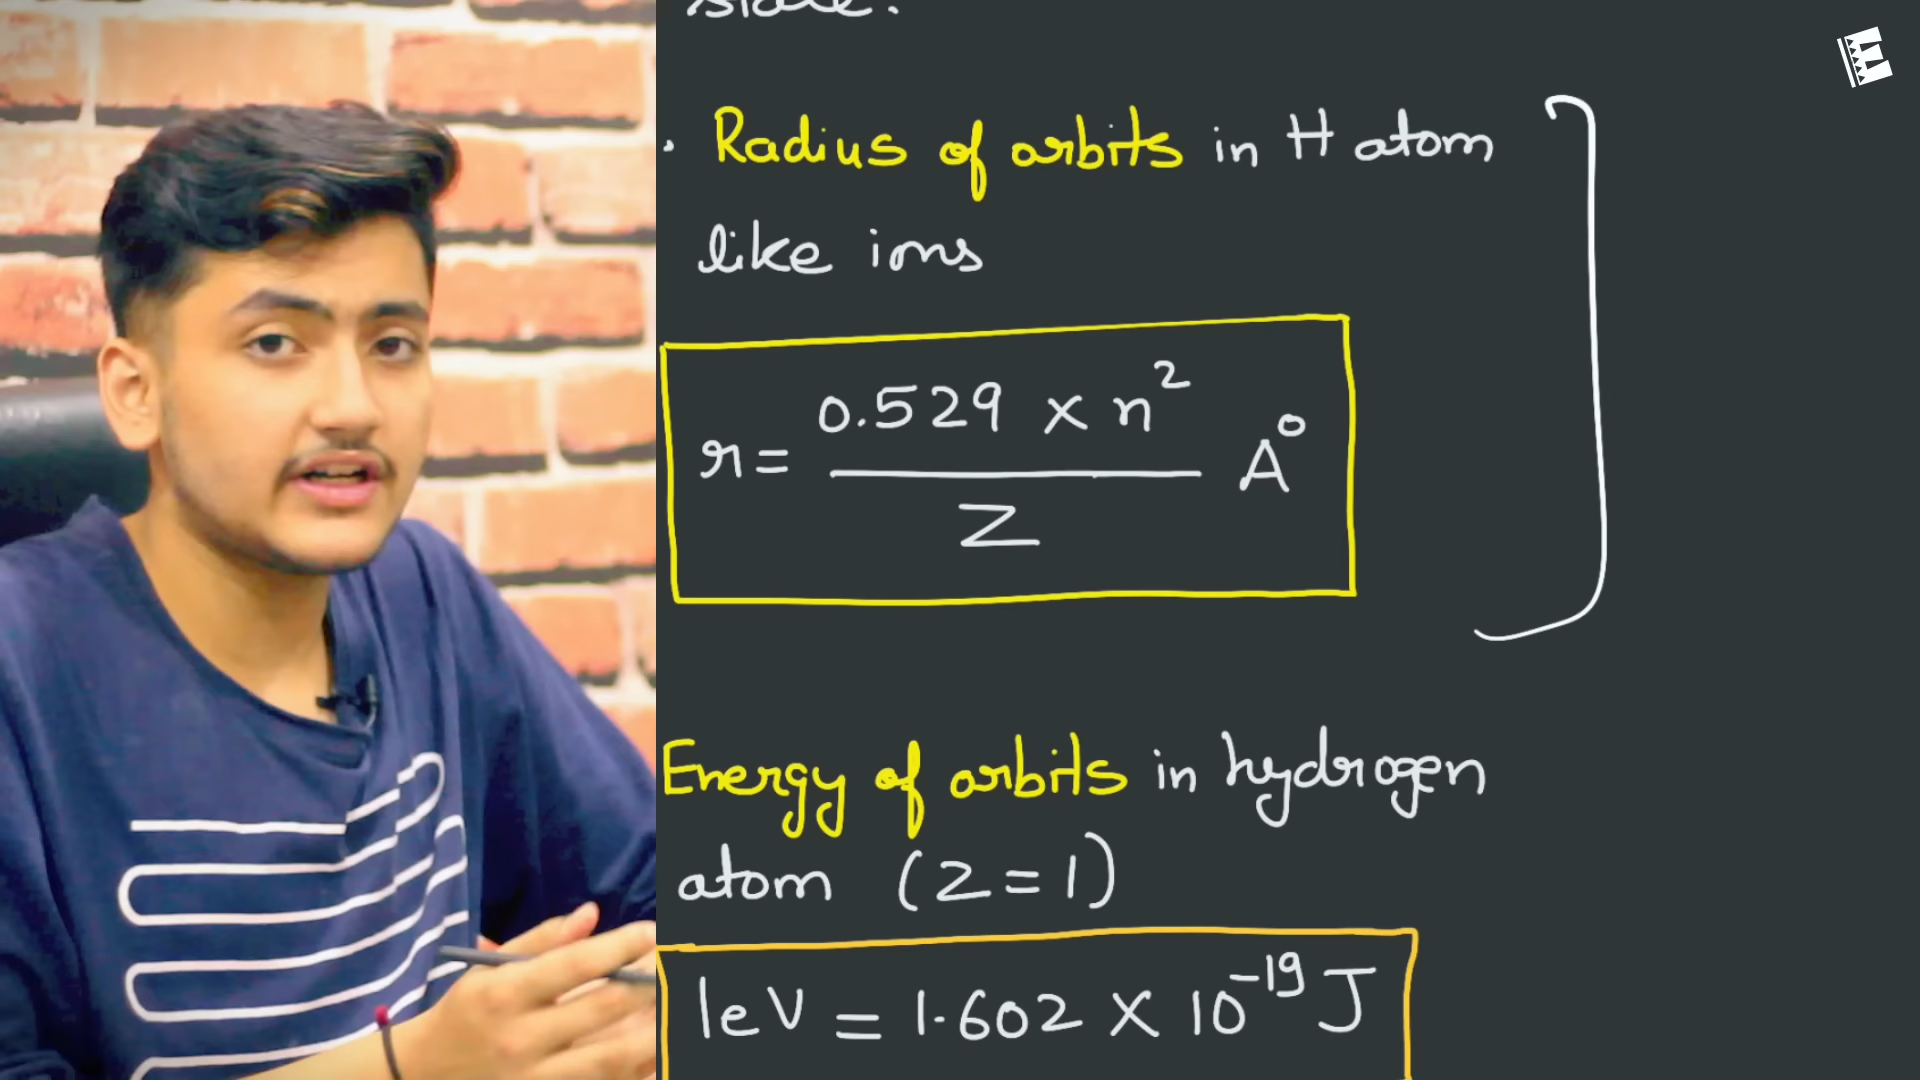 state.
· Radius of orbits in H atom
like ions
r = 0.529 × n²
Z
A°
Energy of orbits in hydrogen
atom (Z=1)
1eV = 1.602 × 10⁻¹⁹ J
E